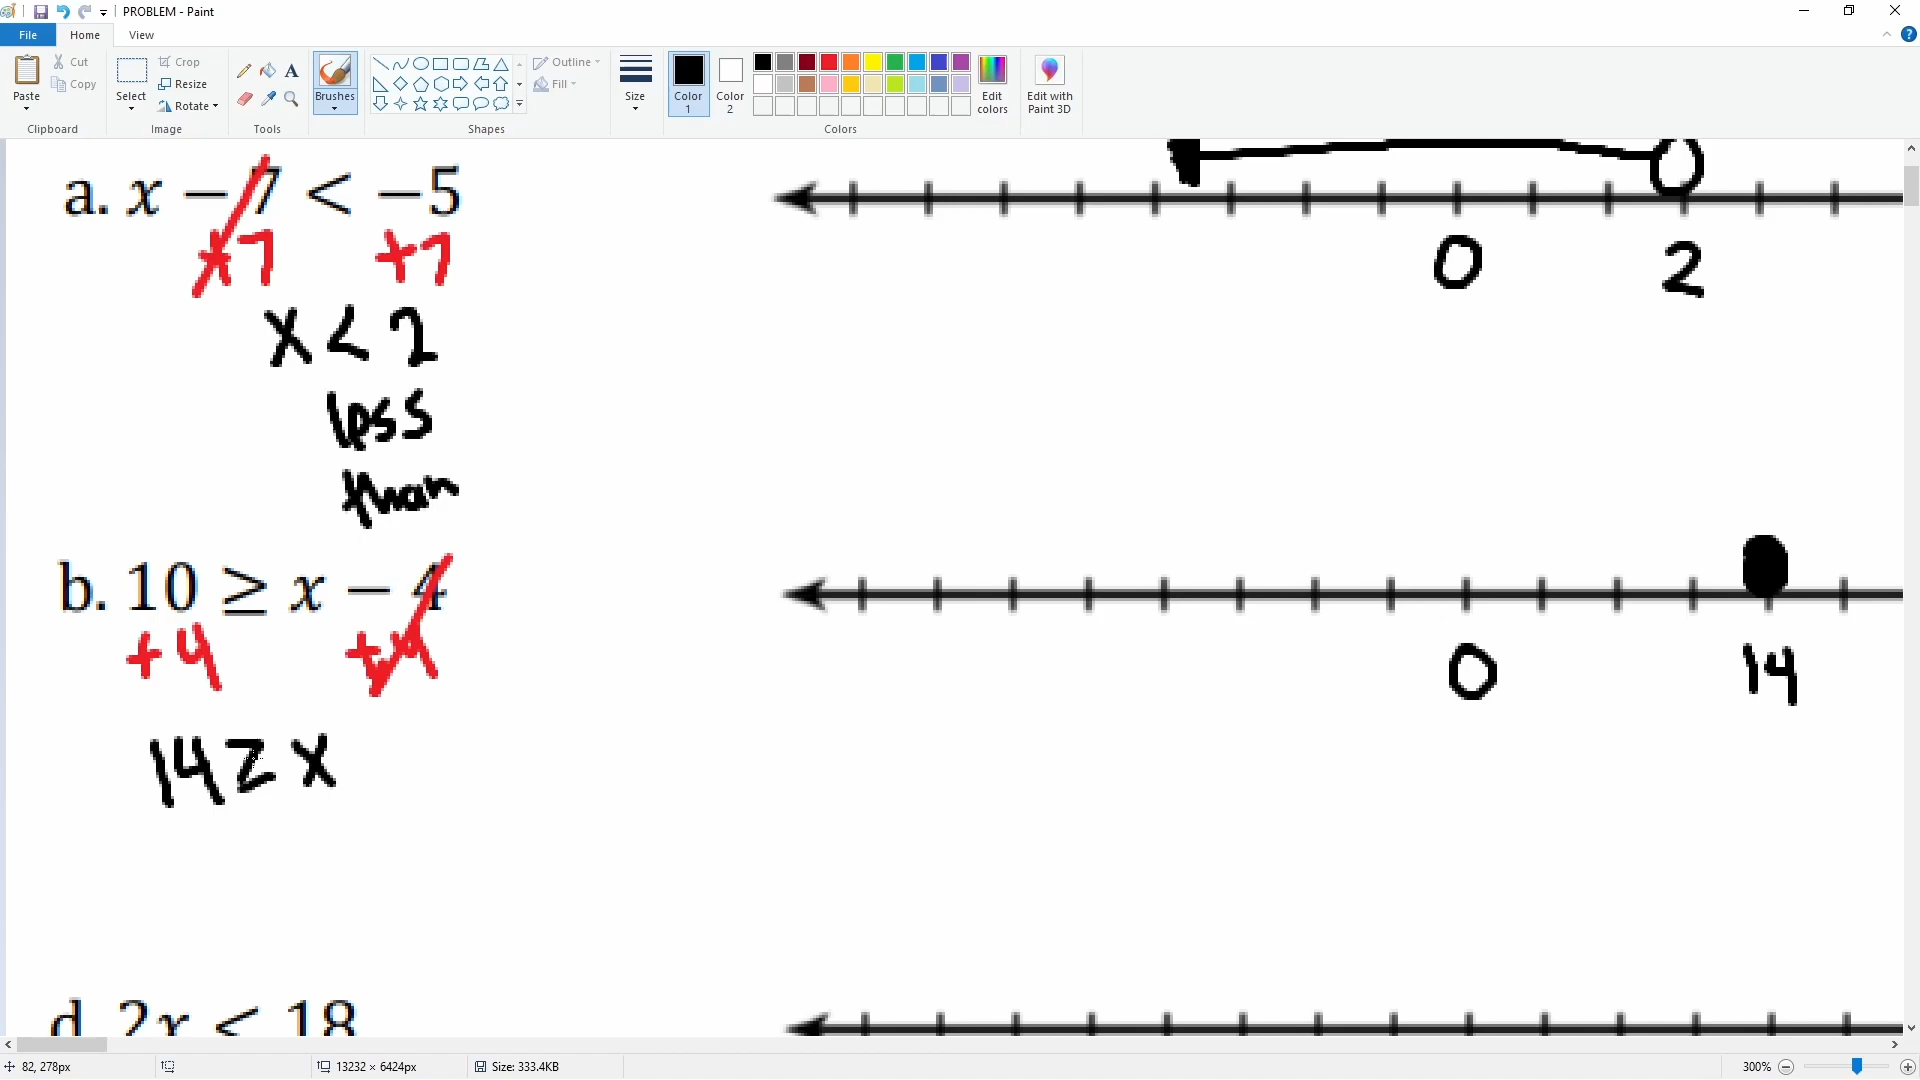 PROBLEM - Paint
File Home View
Paste
Cut
Copy
Clipboard
Select
Crop
Resize
Rotate
Image
A
Tools
Brushes
Outline
Fill
Shapes
Size
Color 1
Color 2
Edit colors
Colors
Edit with Paint 3D
a. x − 7 < −5
+7 +7
x < 2
less
than
0 2
b. 10 ≥ x − 4
+4 +4
14 ≥ x
0 14
d. 2x < 18
82, 278px
13232 × 6424px
Size: 333.4KB
300%